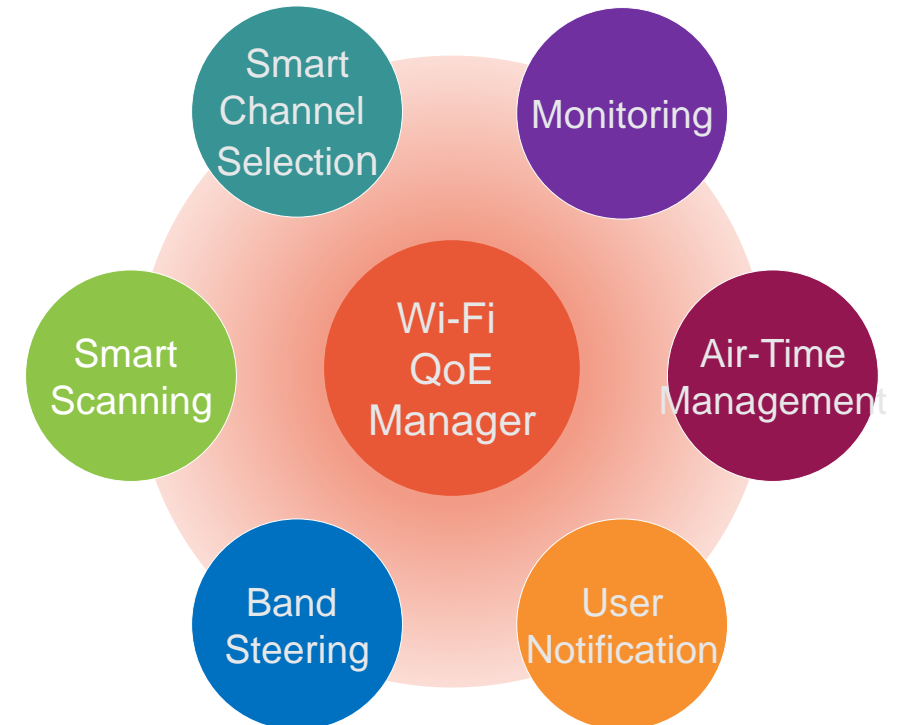 Smart
Channel
Selection
Monitoring
Wi-Fi
QoE
Manager
Smart
Scanning
Air-Time
Management
Band
Steering
User
Notification